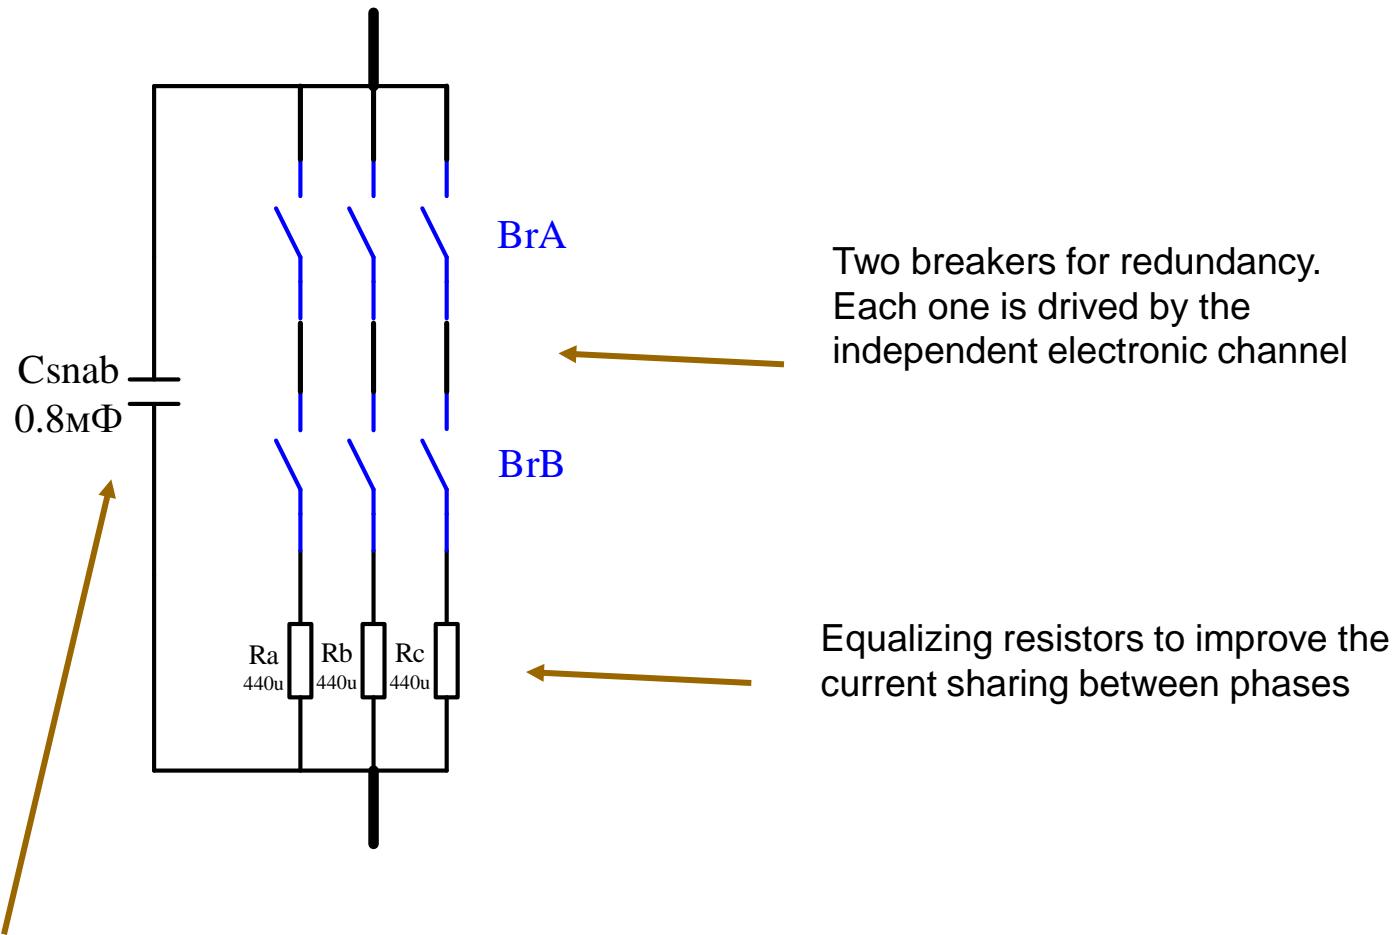 BrA
Two breakers for redundancy.
Each one is drived by the
independent electronic channel
Csnab
0.8мФ
BrB
Ra
440u
Rb
440u
Rc
440u
Equalizing resistors to improve the
current sharing between phases